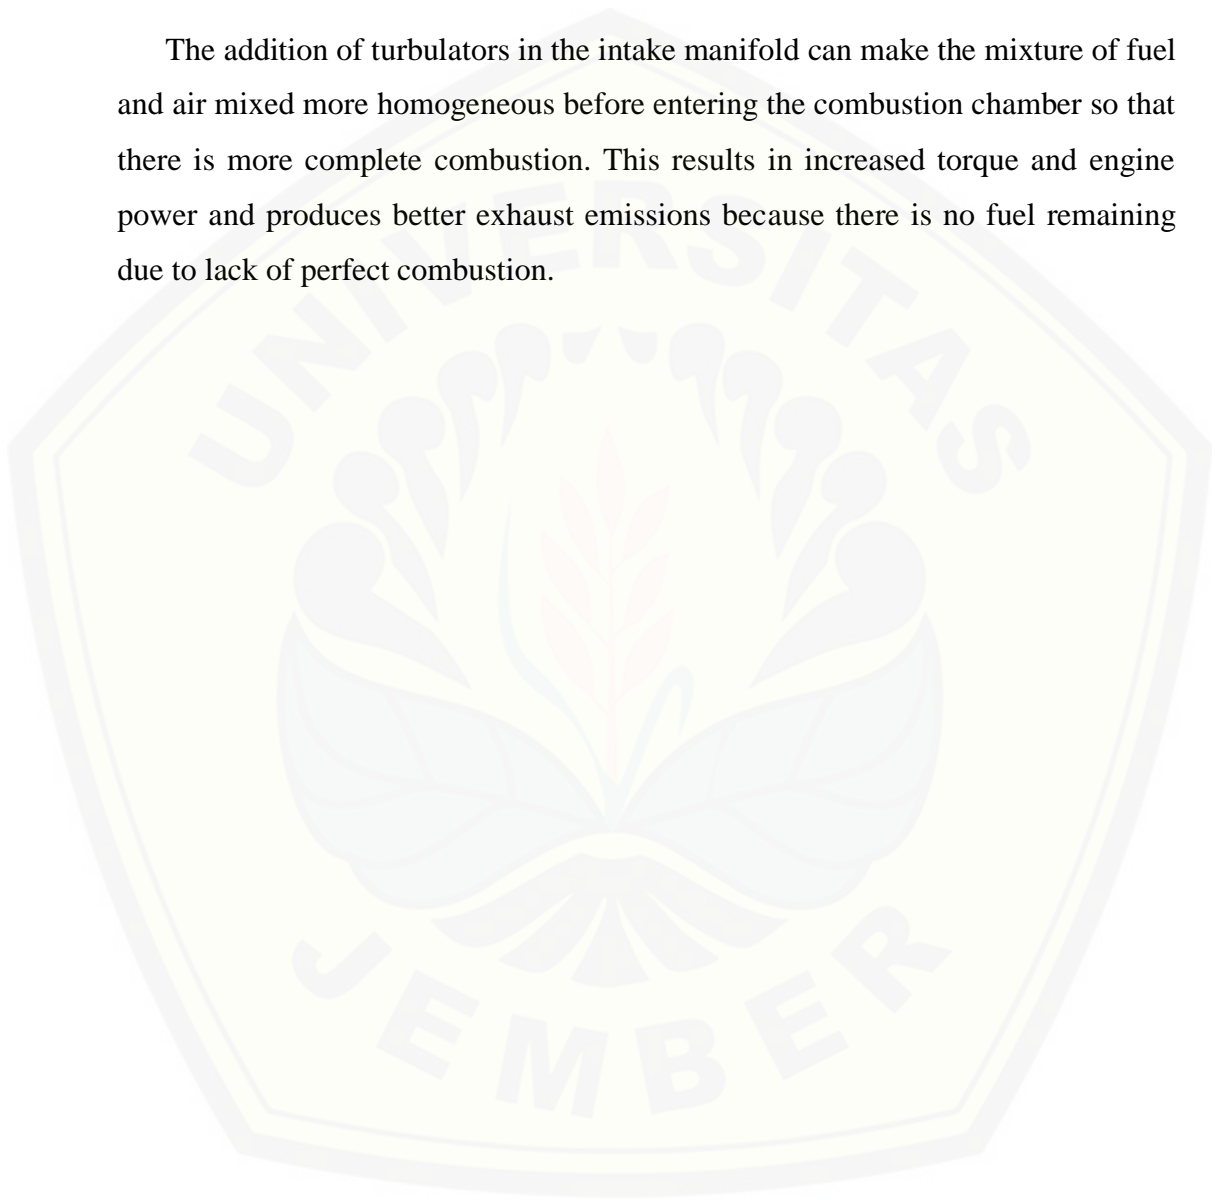 The addition of turbulators in the intake manifold can make the mixture of fuel
and air mixed more homogeneous before entering the combustion chamber so that
there is more complete combustion. This results in increased torque and engine
power and produces better exhaust emissions because there is no fuel remaining
due to lack of perfect combustion.
UNIVERSITAS
JEMBER